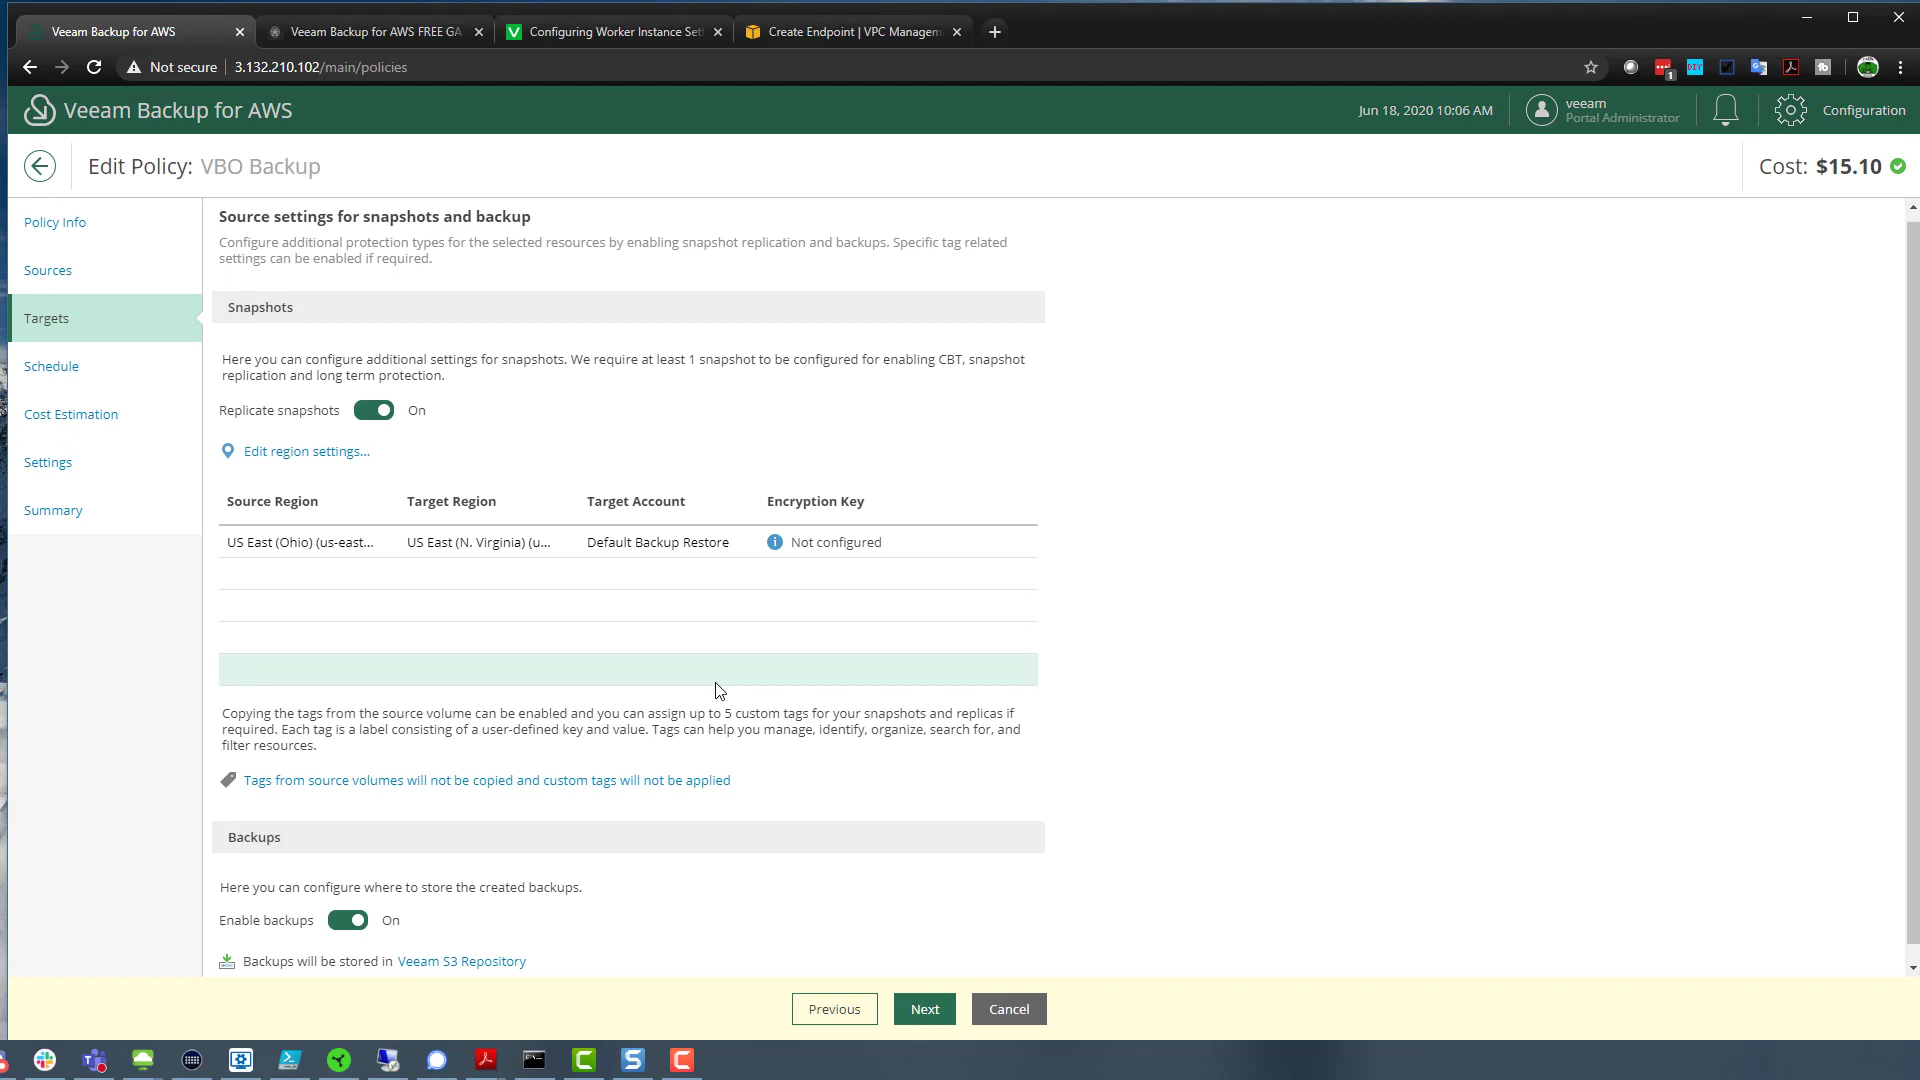 Veeam Backup for AWS
Veeam Backup for AWS FREE GA
Configuring Worker Instance Set
Create Endpoint | VPC Managem
Not secure
3.132.210.102/main/policies
Veeam Backup for AWS
Jun 18, 2020 10:06 AM
veeam
Portal Administrator
Configuration
Edit Policy: VBO Backup
Cost: $15.10
Policy Info
Sources
Targets
Schedule
Cost Estimation
Settings
Summary
Source settings for snapshots and backup
Configure additional protection types for the selected resources by enabling snapshot replication and backups. Specific tag related
settings can be enabled if required.
Snapshots
Here you can configure additional settings for snapshots. We require at least 1 snapshot to be configured for enabling CBT, snapshot
replication and long term protection.
Replicate snapshots On
Edit region settings...
Source Region Target Region Target Account Encryption Key
US East (Ohio) (us-east... US East (N. Virginia) (u... Default Backup Restore Not configured
Copying the tags from the source volume can be enabled and you can assign up to 5 custom tags for your snapshots and replicas if
required. Each tag is a label consisting of a user-defined key and value. Tags can help you manage, identify, organize, search for, and
filter resources.
Tags from source volumes will not be copied and custom tags will not be applied
Backups
Here you can configure where to store the created backups.
Enable backups On
Backups will be stored in Veeam S3 Repository
Previous
Next
Cancel